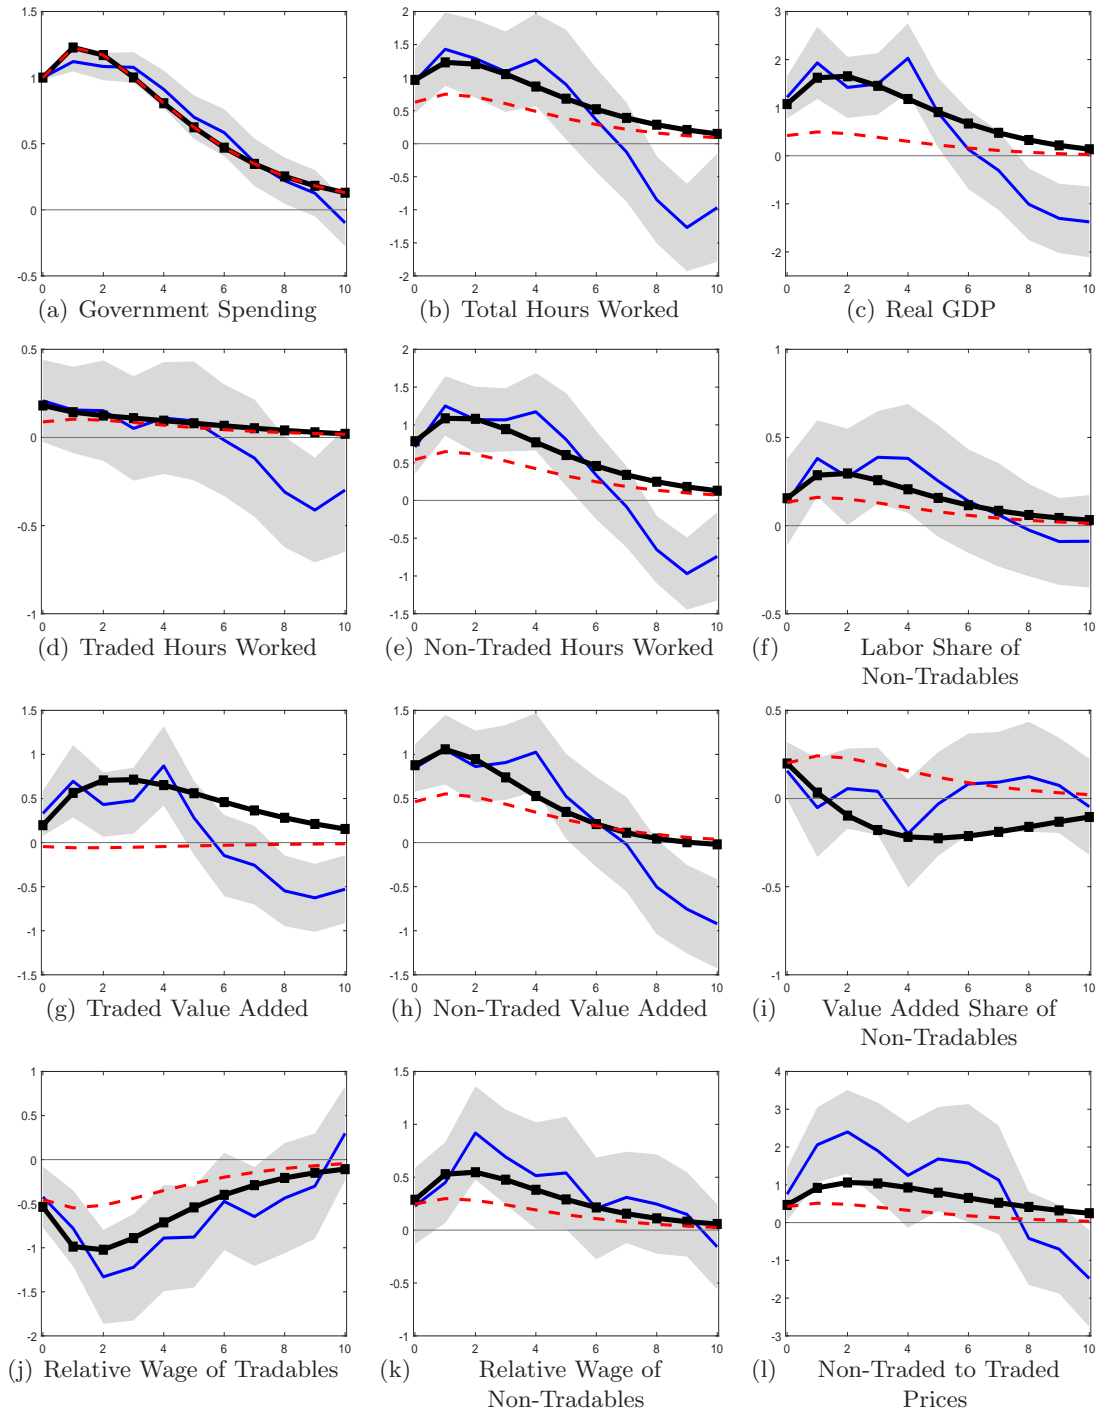 1.5
1
0.5
0
-0.5
0 2 4 6 8 10
(a) Government Spending
2
1.5
1
0.5
0
-0.5
-1
-1.5
-2
0 2 4 6 8 10
(b) Total Hours Worked
3
2
1
0
-1
-2
0 2 4 6 8 10
(c) Real GDP
0.5
0
-0.5
-1
0 2 4 6 8 10
(d) Traded Hours Worked
2
1.5
1
0.5
0
-0.5
-1
-1.5
0 2 4 6 8 10
(e) Non-Traded Hours Worked
1
0.5
0
-0.5
0 2 4 6 8 10
(f) Labor Share of
Non-Tradables
1.5
1
0.5
0
-0.5
-1
-1.5
0 2 4 6 8 10
(g) Traded Value Added
1.5
1
0.5
0
-0.5
-1
-1.5
0 2 4 6 8 10
(h) Non-Traded Value Added
0.5
0
-0.5
-1
0 2 4 6 8 10
(i) Value Added Share of
Non-Tradables
1
0.5
0
-0.5
-1
-1.5
-2
0 2 4 6 8 10
(j) Relative Wage of Tradables
1.5
1
0.5
0
-0.5
-1
0 2 4 6 8 10
(k) Relative Wage of
Non-Tradables
4
3
2
1
0
-1
-2
-3
0 2 4 6 8 10
(l) Non-Traded to Traded
Prices